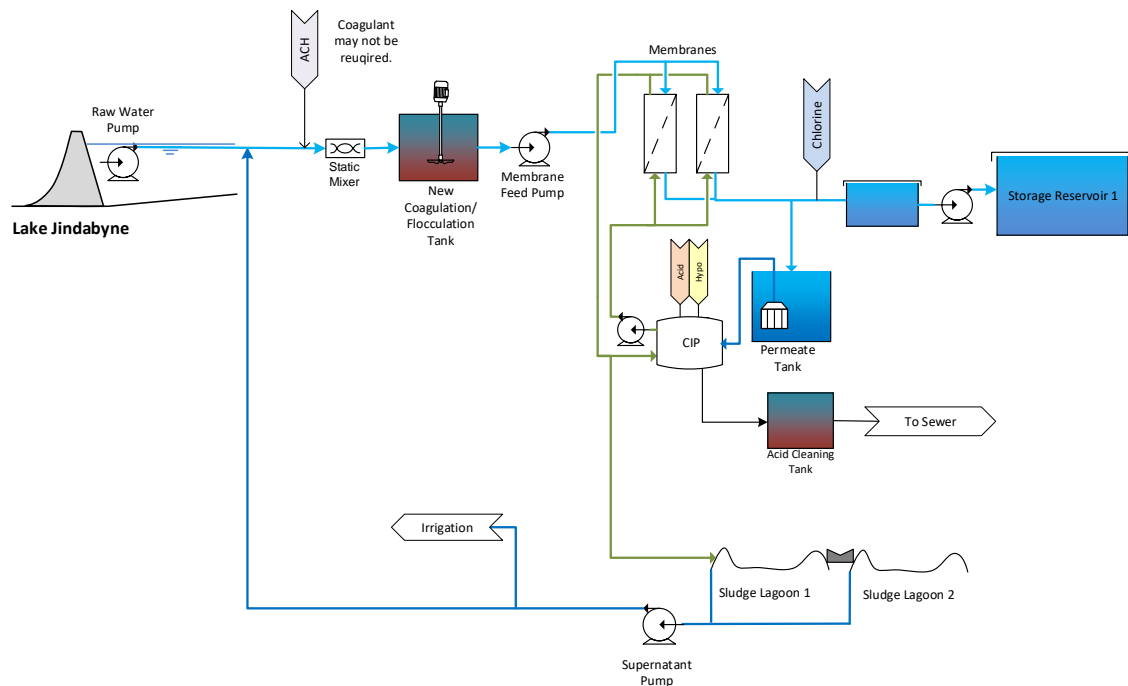 ACH
Coagulant
may not be
reuqired.
Membranes
Raw Water
Pump
Chlorine
Static
Mixer
Membrane
Feed Pump
New
Coagulation/
Flocculation
Tank
Storage Reservoir 1
Lake Jindabyne
Acid
Hypo
CIP
Permeate
Tank
To Sewer
Acid Cleaning
Tank
Irrigation
Sludge Lagoon 1
Sludge Lagoon 2
Supernatant
Pump